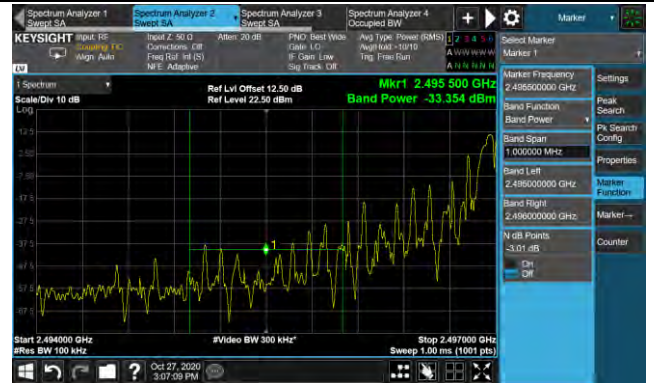 Spectrum Analyzer 1
Swept SA
Spectrum Analyzer 2
Swept SA
Spectrum Analyzer 3
Swept SA
Spectrum Analyzer 4
Occupied BW
Marker
KEYSIGHT
Input: RF
Coupling: DC
Align: Auto
Input Z: 50 Ω
Corrections: Off
Freq Ref: Int (S)
NFE: Adaptive
Atten: 20 dB
PNO: Best Wide
Gate: LO
IF Gain: Low
Sig Track: Off
Avg Type: Power (RMS)
Avg|Hold: >10/10
Trig: Free Run
1 2 3 4 5 6
A W W W W W
A N N N N N
Select Marker
Marker 1
1 Spectrum
Scale/Div 10 dB
Log
Ref Lvl Offset 12.50 dB
Ref Level 22.50 dBm
Mkr1 2.495 500 GHz
Band Power -33.354 dBm
12.5
2.50
-7.50
-17.5
-27.5
-37.5
-47.5
-57.5
-67.5
1
Start 2.494000 GHz
#Res BW 100 kHz
#Video BW 300 kHz*
Stop 2.497000 GHz
Sweep 1.00 ms (1001 pts)
Marker Frequency
2.495500000 GHz
Band Function
Band Power
Band Span
1.000000 MHz
Band Left
2.495000000 GHz
Band Right
2.496000000 GHz
N dB Points
-3.01 dB
On
Off
Settings
Peak
Search
Pk Search
Config
Properties
Marker
Function
Marker→
Counter
?
Oct 27, 2020
3:07:09 PM